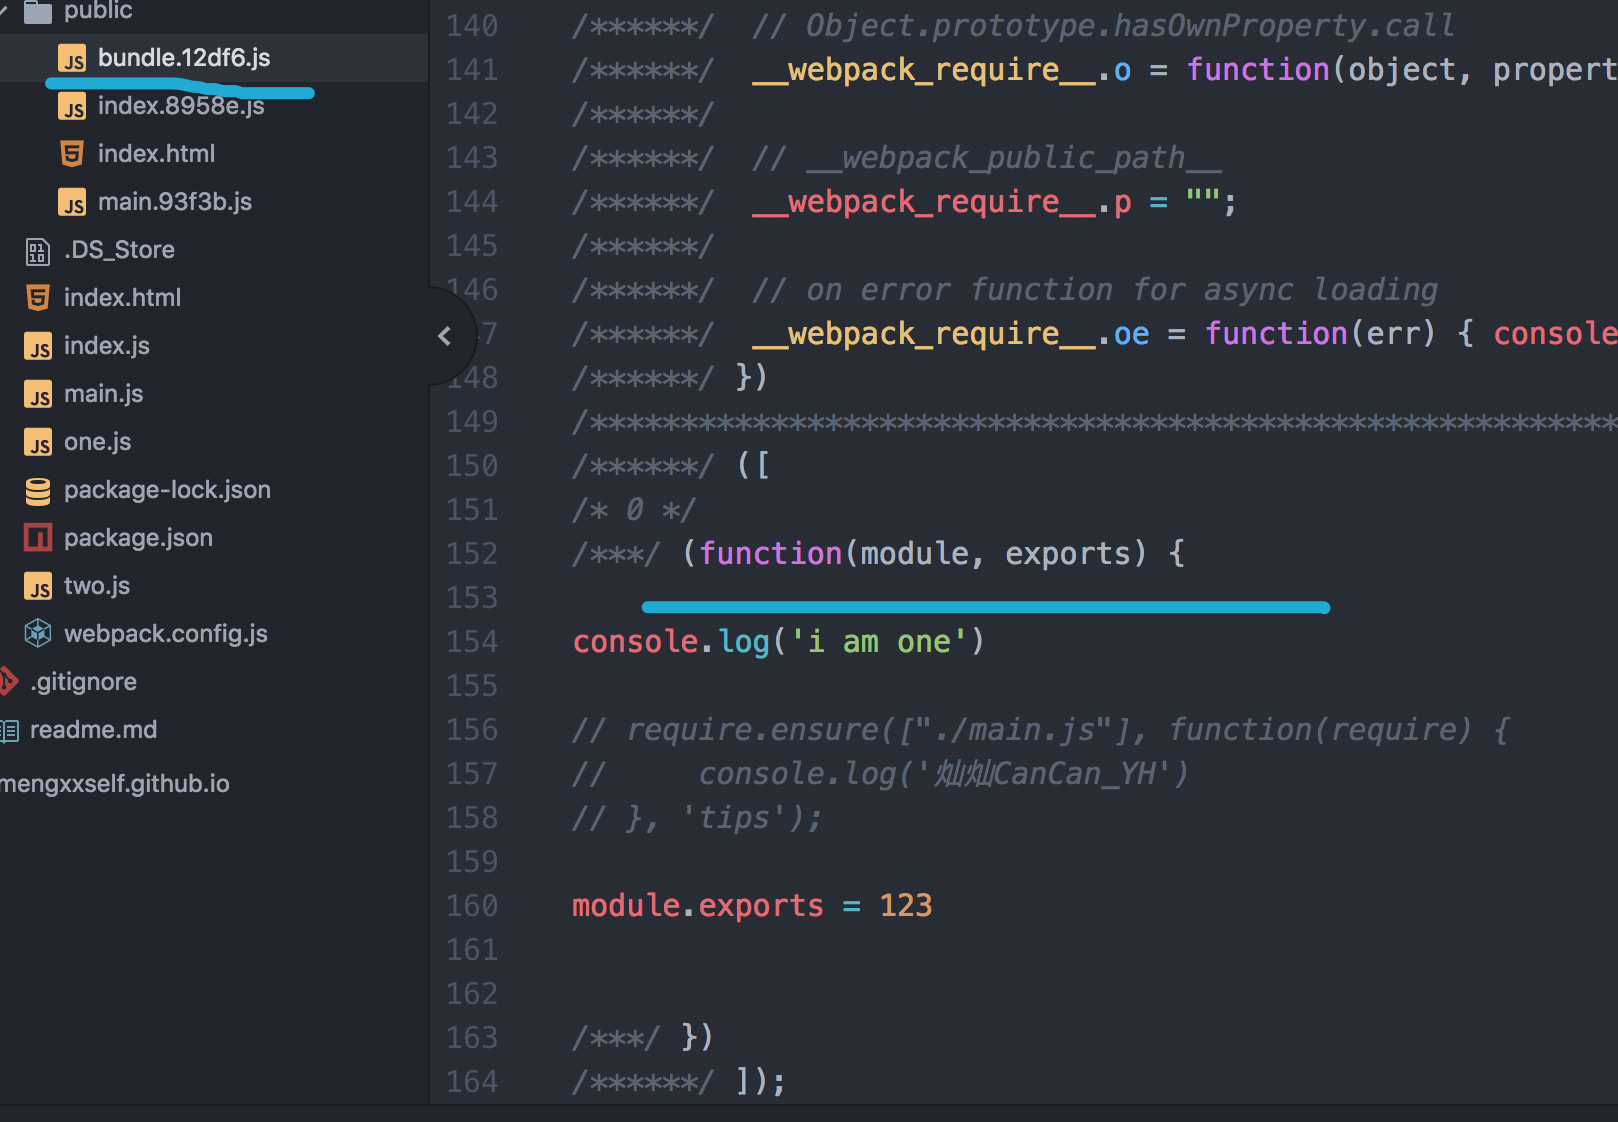 public
bundle.12df6.js
index.8958e.js
index.html
main.93f3b.js
.DS_Store
index.html
index.js
main.js
one.js
package-lock.json
package.json
two.js
webpack.config.js
.gitignore
readme.md
mengxxself.github.io
140 /******/ // Object.prototype.hasOwnProperty.call
141 /******/ __webpack_require__.o = function(object, propert
142 /******/
143 /******/ // __webpack_public_path__
144 /******/ __webpack_require__.p = "";
145 /******/
146 /******/ // on error function for async loading
7 /******/ __webpack_require__.oe = function(err) { console
148 /******/ })
149 /**********************************************************
150 /******/ ([
151 /* 0 */
152 /***/ (function(module, exports) {
153
154 console.log('i am one')
155
156 // require.ensure(["./main.js"], function(require) {
157 //     console.log('灿灿CanCan_YH')
158 // }, 'tips');
159
160 module.exports = 123
161
162
163 /***/ })
164 /******/ ]);